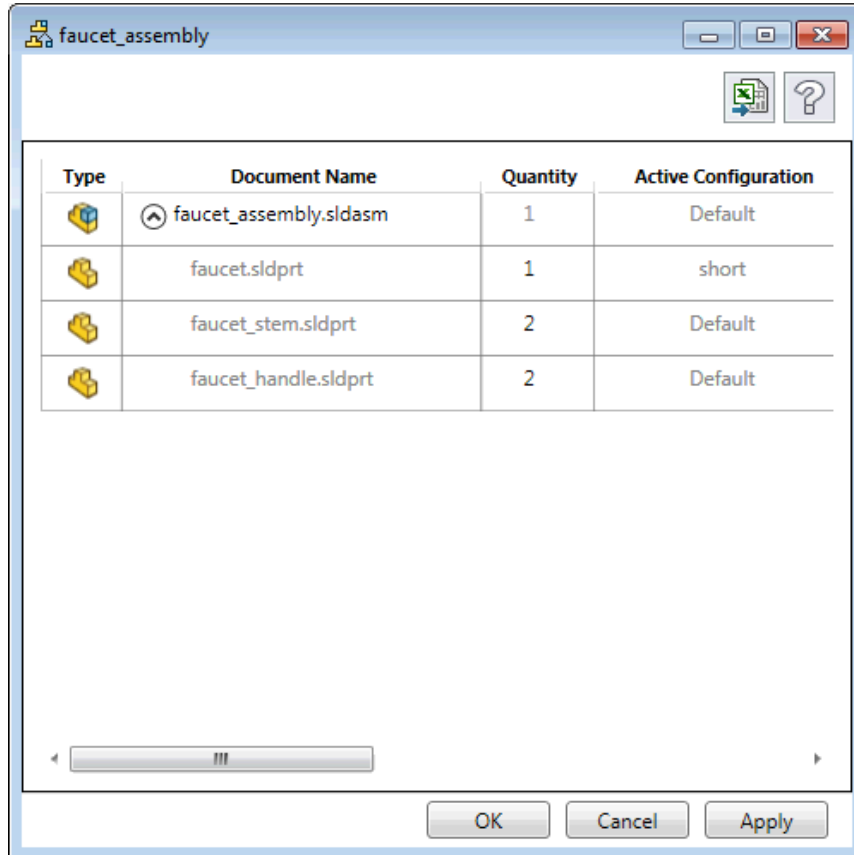 faucet_assembly
Type Document Name Quantity Active Configuration
faucet_assembly.sldasm 1 Default
faucet.sldprt 1 short
faucet_stem.sldprt 2 Default
faucet_handle.sldprt 2 Default
OK Cancel Apply